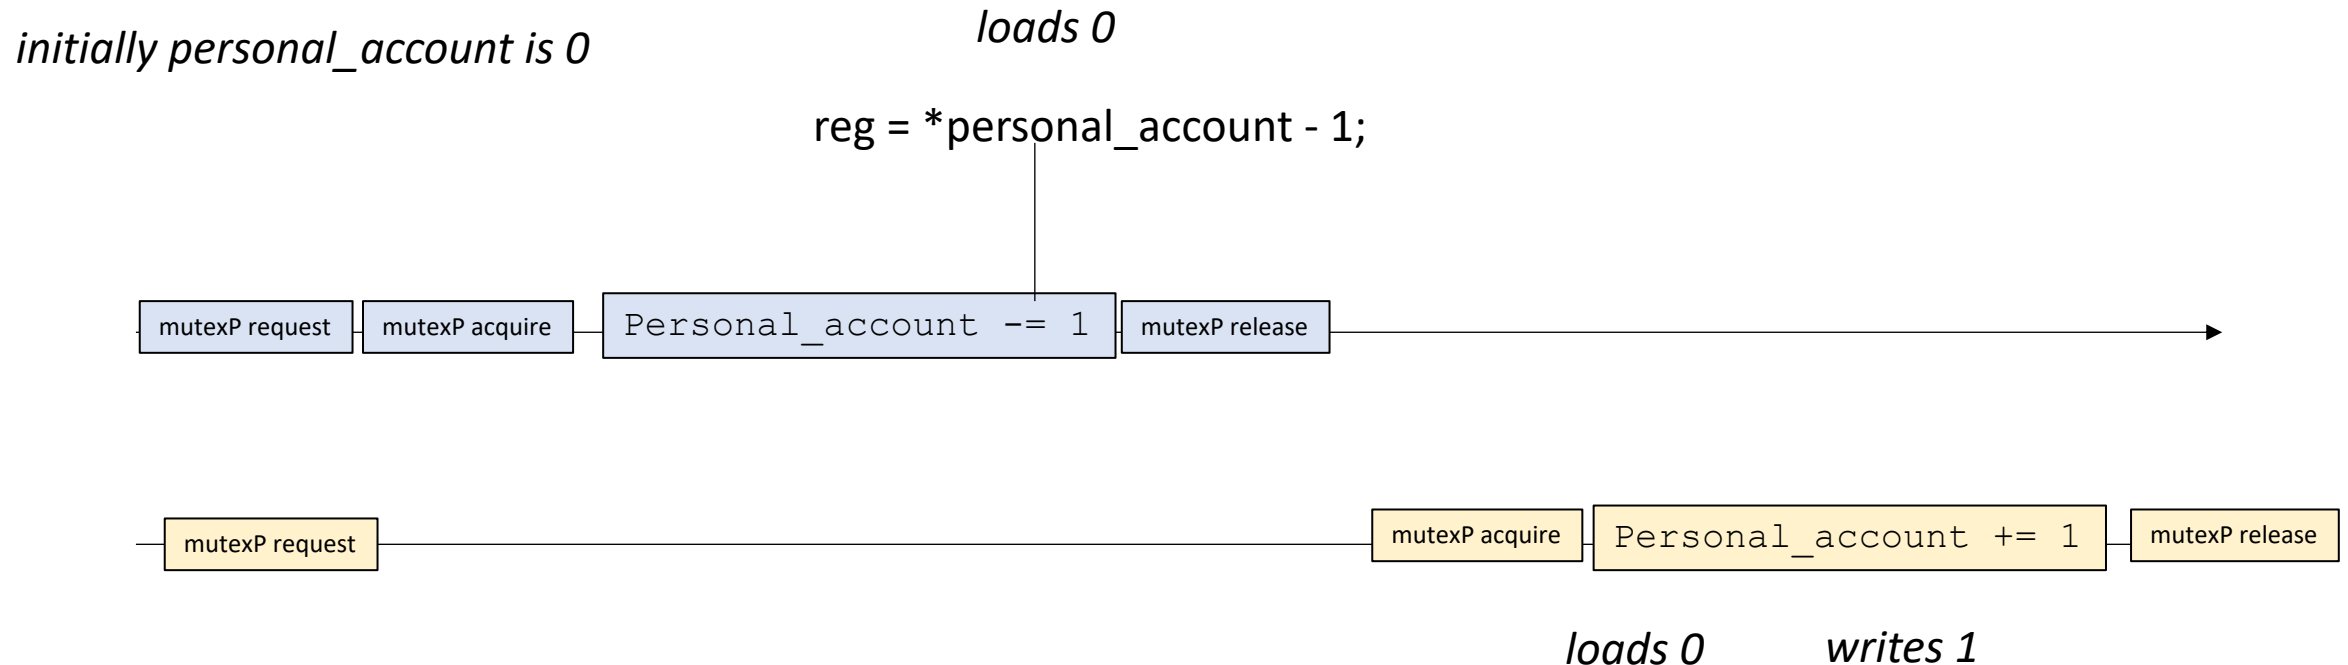 loads 0
initially personal_account is 0
reg = *personal_account - 1;
mutexP request
mutexP acquire
Personal_account -= 1
mutexP release
mutexP request
mutexP acquire
Personal_account += 1
mutexP release
loads 0
writes 1